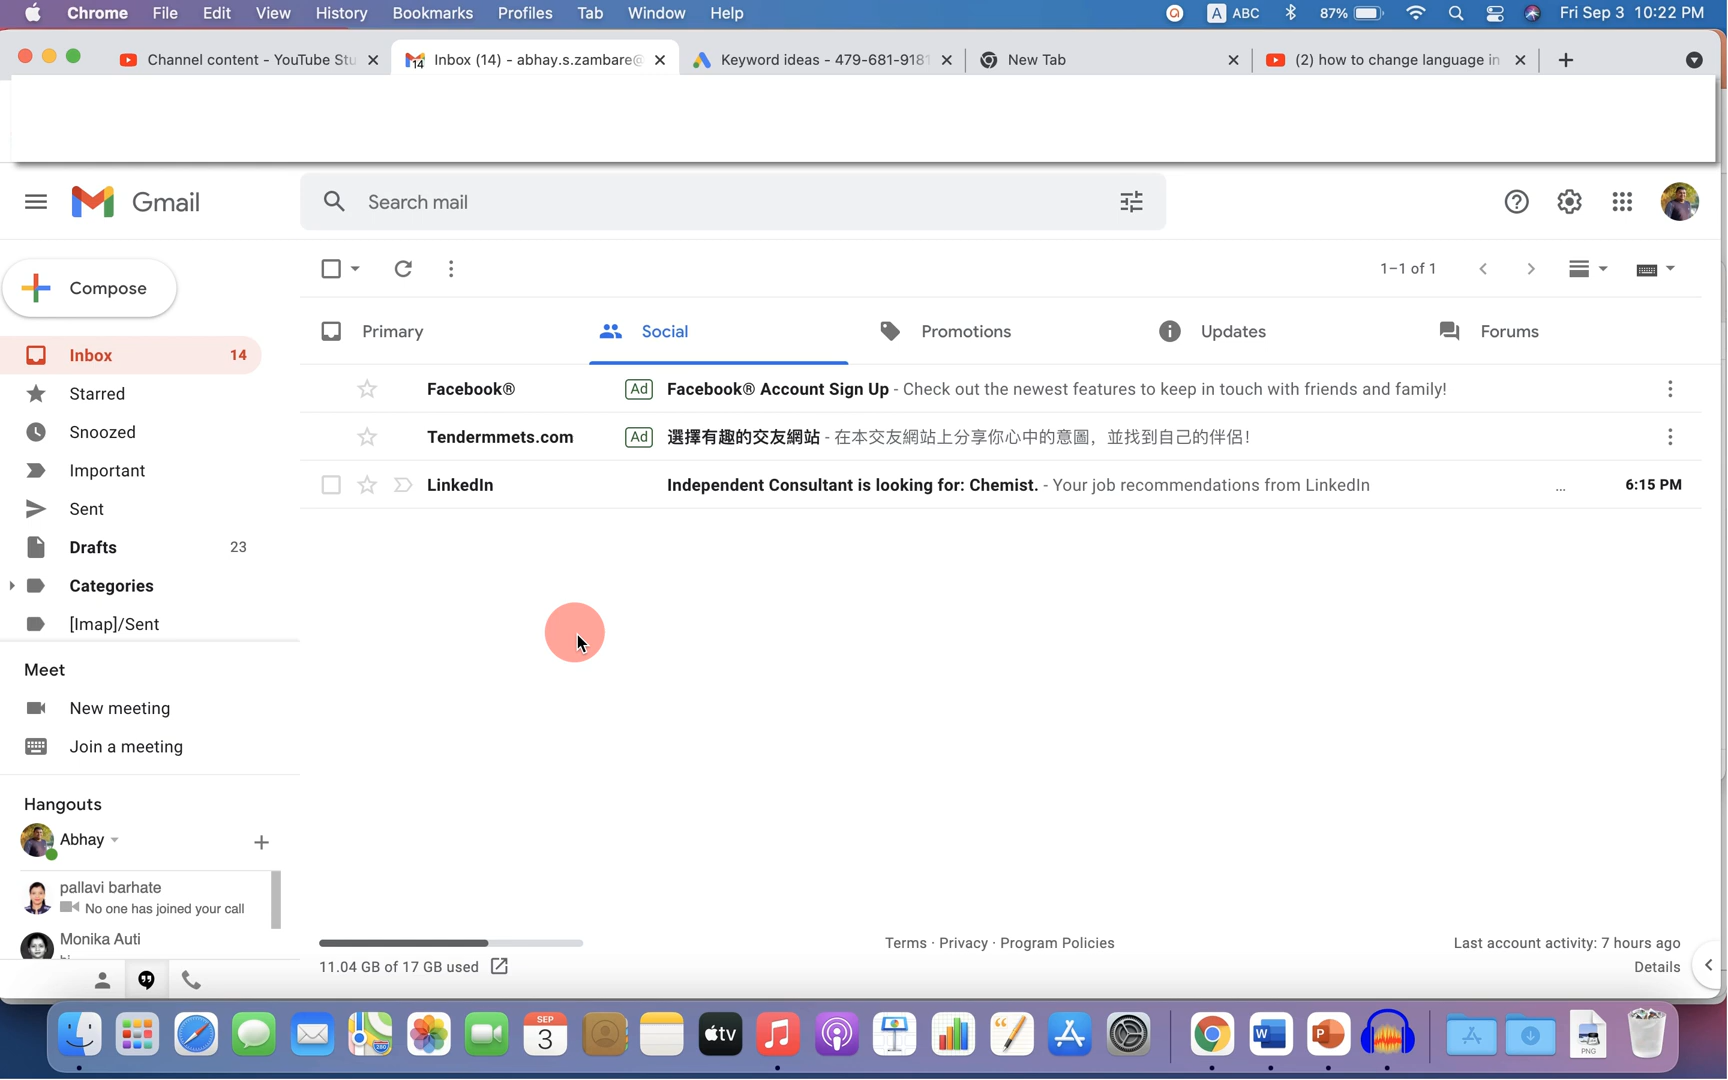 Chrome File Edit View History Bookmarks Profiles Tab Window Help A ABC 87% Fri Sep 3 10:22 PM
Channel content - YouTube Stu Inbox (14) - abhay.s.zambare@ Keyword ideas - 479-681-9181 New Tab (2) how to change language in
Gmail Search mail
Compose 1–1 of 1
Primary Social Promotions Updates Forums
Inbox 14
Starred
Snoozed
Important
Sent
Drafts 23
Categories
[Imap]/Sent
Facebook® Ad Facebook® Account Sign Up - Check out the newest features to keep in touch with friends and family!
Tendermmets.com Ad 選擇有趣的交友網站 - 在本交友網站上分享你心中的意圖，並找到自己的伴侶！
LinkedIn Independent Consultant is looking for: Chemist. - Your job recommendations from LinkedIn ... 6:15 PM
Meet
New meeting
Join a meeting
Hangouts
Abhay
pallavi barhate
No one has joined your call
Monika Auti
11.04 GB of 17 GB used
Terms · Privacy · Program Policies
Last account activity: 7 hours ago
Details
SEP
3
tv
W
P
PNG